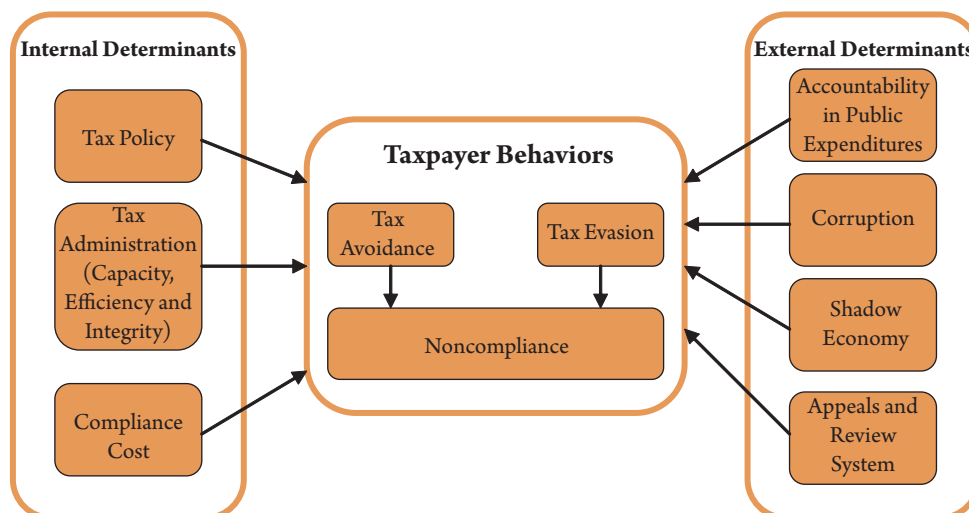 Internal Determinants
Tax Policy
Tax
Administration
(Capacity,
Efficiency and
Integrity)
Compliance
Cost
Taxpayer Behaviors
Tax
Avoidance
Tax Evasion
Noncompliance
External Determinants
Accountability
in Public
Expenditures
Corruption
Shadow
Economy
Appeals and
Review
System